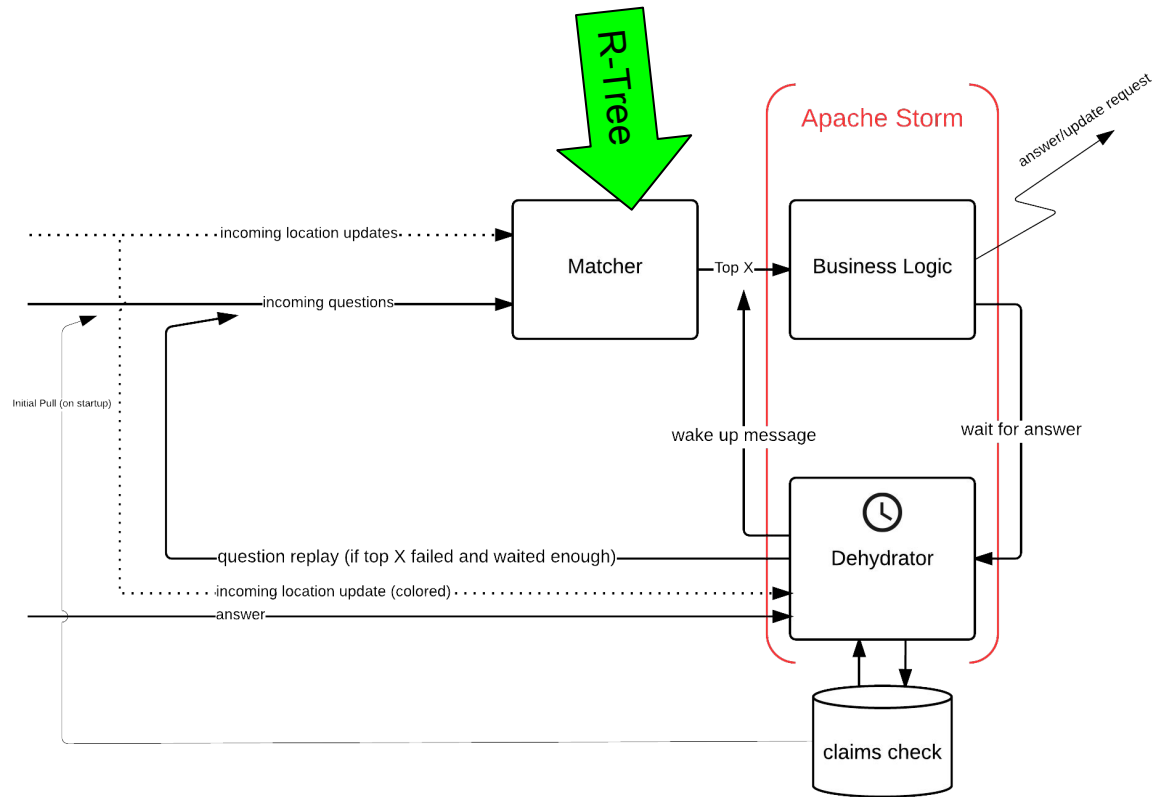 R-Tree
Apache Storm
answer/update request
incoming location updates
Matcher
Top X
Business Logic
incoming questions
Initial Pull (on startup)
wake up message
wait for answer
question replay (if top X failed and waited enough)
Dehydrator
incoming location update (colored)
answer
claims check